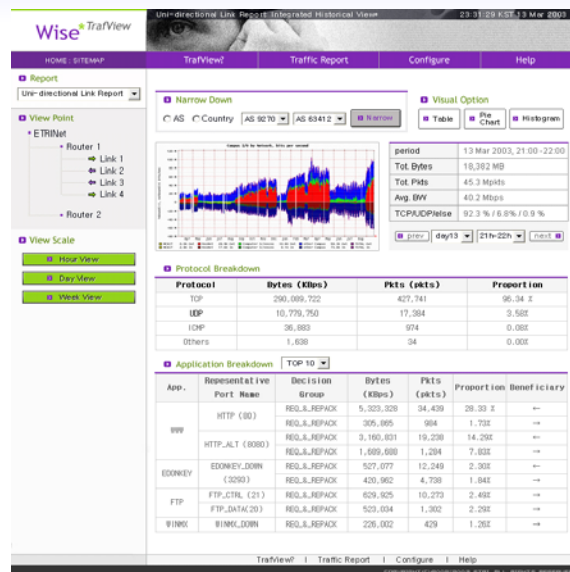 Wise* TrafView
Uni-directional Link Report Integrated Historical View
23:31:29 KST 13 Mar 2003
HOME : SITEMAP
TrafView?
Traffic Report
Configure
Help
Report
Uni-directional Link Report
View Point
ETRINet
Router 1
Link 1
Link 2
Link 3
Link 4
Router 2
View Scale
Hour View
Day View
Week View
Narrow Down
AS Country AS 9270 AS 63412 Narrow
Visual Option
Table Pie Chart Histogram
period 13 Mar 2003, 21:00-22:00
Tot. Bytes 18,382 MB
Tot. Pkts 45.3 Mpkts
Avg. BW 40.2 Mbps
TCP/UDP/else 92.3 % / 6.8% / 0.9 %
prev day13 21h-22h next
Protocol Breakdown
Protocol Bytes (KBps) Pkts (pkts) Proportion
TCP 290,089,722 427,741 96.34 %
UDP 10,779,750 17,384 3.58%
ICMP 36,883 974 0.08%
Others 1,638 34 0.00%
Application Breakdown TOP 10
App. Representative Port Name Decision Group Bytes (KBps) Pkts (pkts) Proportion Beneficiary
WWW HTTP (80) REQ_&_REPACK 5,323,328 34,439 28.33 % ←
REQ_&_REPACK 305,865 984 1.73% →
HTTP_ALT (8080) REQ_&_REPACK 3,160,831 19,238 14.29% ←
REQ_&_REPACK 1,689,688 1,284 7.83% →
EDONKEY EDONKEY_DOWN (3293) REQ_&_REPACK 527,077 12,249 2.30% ←
REQ_&_REPACK 420,962 4,738 1.84% →
FTP FTP_CTRL (21) REQ_&_REPACK 629,925 10,273 2.49% →
FTP_DATA(20) REQ_&_REPACK 523,034 1,302 2.29% →
WINMX WINMX_DOWN REQ_&_REPACK 226,002 429 1.26% →
TrafView? | Traffic Report | Configure | Help